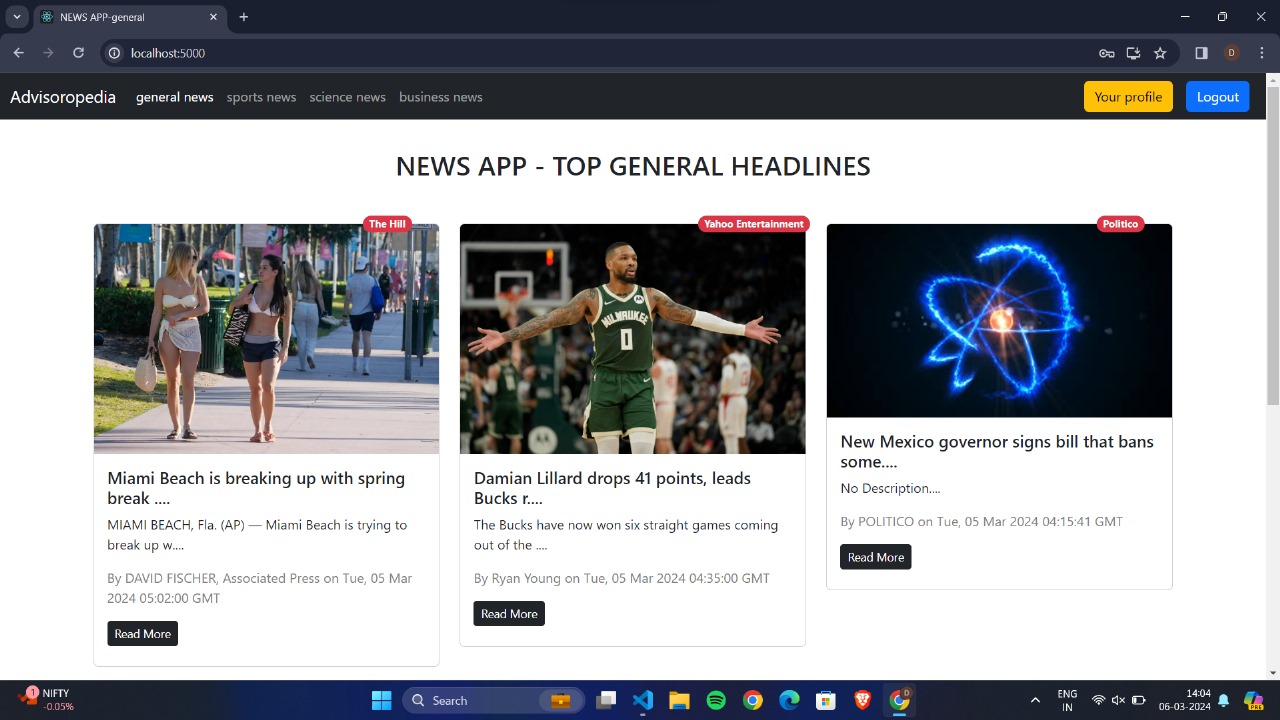 NEWS APP-general
localhost:5000
D
Advisoropedia general news sports news science news business news Your profile Logout
NEWS APP - TOP GENERAL HEADLINES
The Hill
Miami Beach is breaking up with spring
break ....
MIAMI BEACH, Fla. (AP) — Miami Beach is trying to
break up w....
By DAVID FISCHER, Associated Press on Tue, 05 Mar
2024 05:02:00 GMT
Read More
Yahoo Entertainment
MILWAUKEE
0
Damian Lillard drops 41 points, leads
Bucks r....
The Bucks have now won six straight games coming
out of the ....
By Ryan Young on Tue, 05 Mar 2024 04:35:00 GMT
Read More
Politico
New Mexico governor signs bill that bans
some....
No Description....
By POLITICO on Tue, 05 Mar 2024 04:15:41 GMT
Read More
1
NIFTY
-0.05%
Search
D
ENG
IN
14:04
06-03-2024
PRE